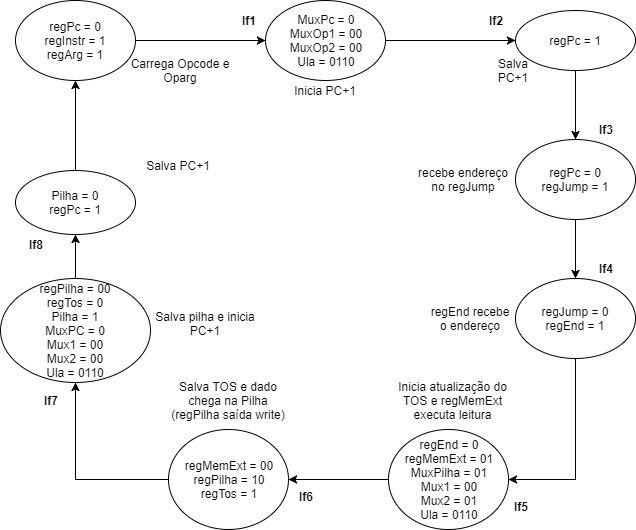 regPc = 0
regInstr = 1
regArg = 1
If1
Carrega Opcode e
Oparg
MuxPc = 0
MuxOp1 = 00
MuxOp2 = 00
Ula = 0110
Inicia PC+1
If2
regPc = 1
Salva
PC+1
If3
recebe endereço
no regJump
regPc = 0
regJump = 1
If4
regEnd recebe
o endereço
regJump = 0
regEnd = 1
Inicia atualização do
TOS e regMemExt
executa leitura
regEnd = 0
regMemExt = 01
MuxPilha = 01
Mux1 = 00
Mux2 = 01
Ula = 0110
If5
Salva TOS e dado
chega na Pilha
(regPilha saída write)
regMemExt = 00
regPilha = 10
regTos = 1
If6
regPilha = 00
regTos = 0
Pilha = 1
MuxPC = 0
Mux1 = 00
Mux2 = 00
Ula = 0110
If7
Salva pilha e inicia
PC+1
Pilha = 0
regPc = 1
If8
Salva PC+1